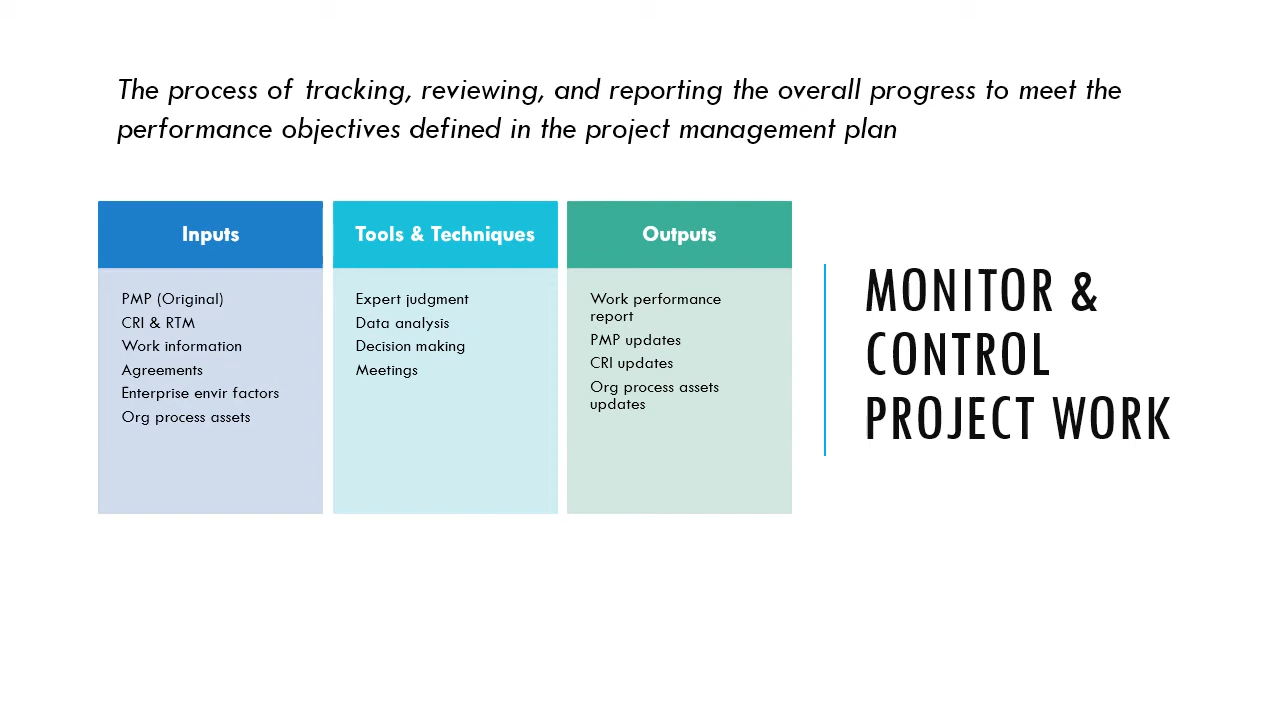 The process of tracking, reviewing, and reporting the overall progress to meet the
performance objectives defined in the project management plan
Inputs
PMP (Original)
CRI & RTM
Work information
Agreements
Enterprise envir factors
Org process assets
Tools & Techniques
Expert judgment
Data analysis
Decision making
Meetings
Outputs
Work performance
report
PMP updates
CRI updates
Org process assets
updates
MONITOR &
CONTROL
PROJECT WORK